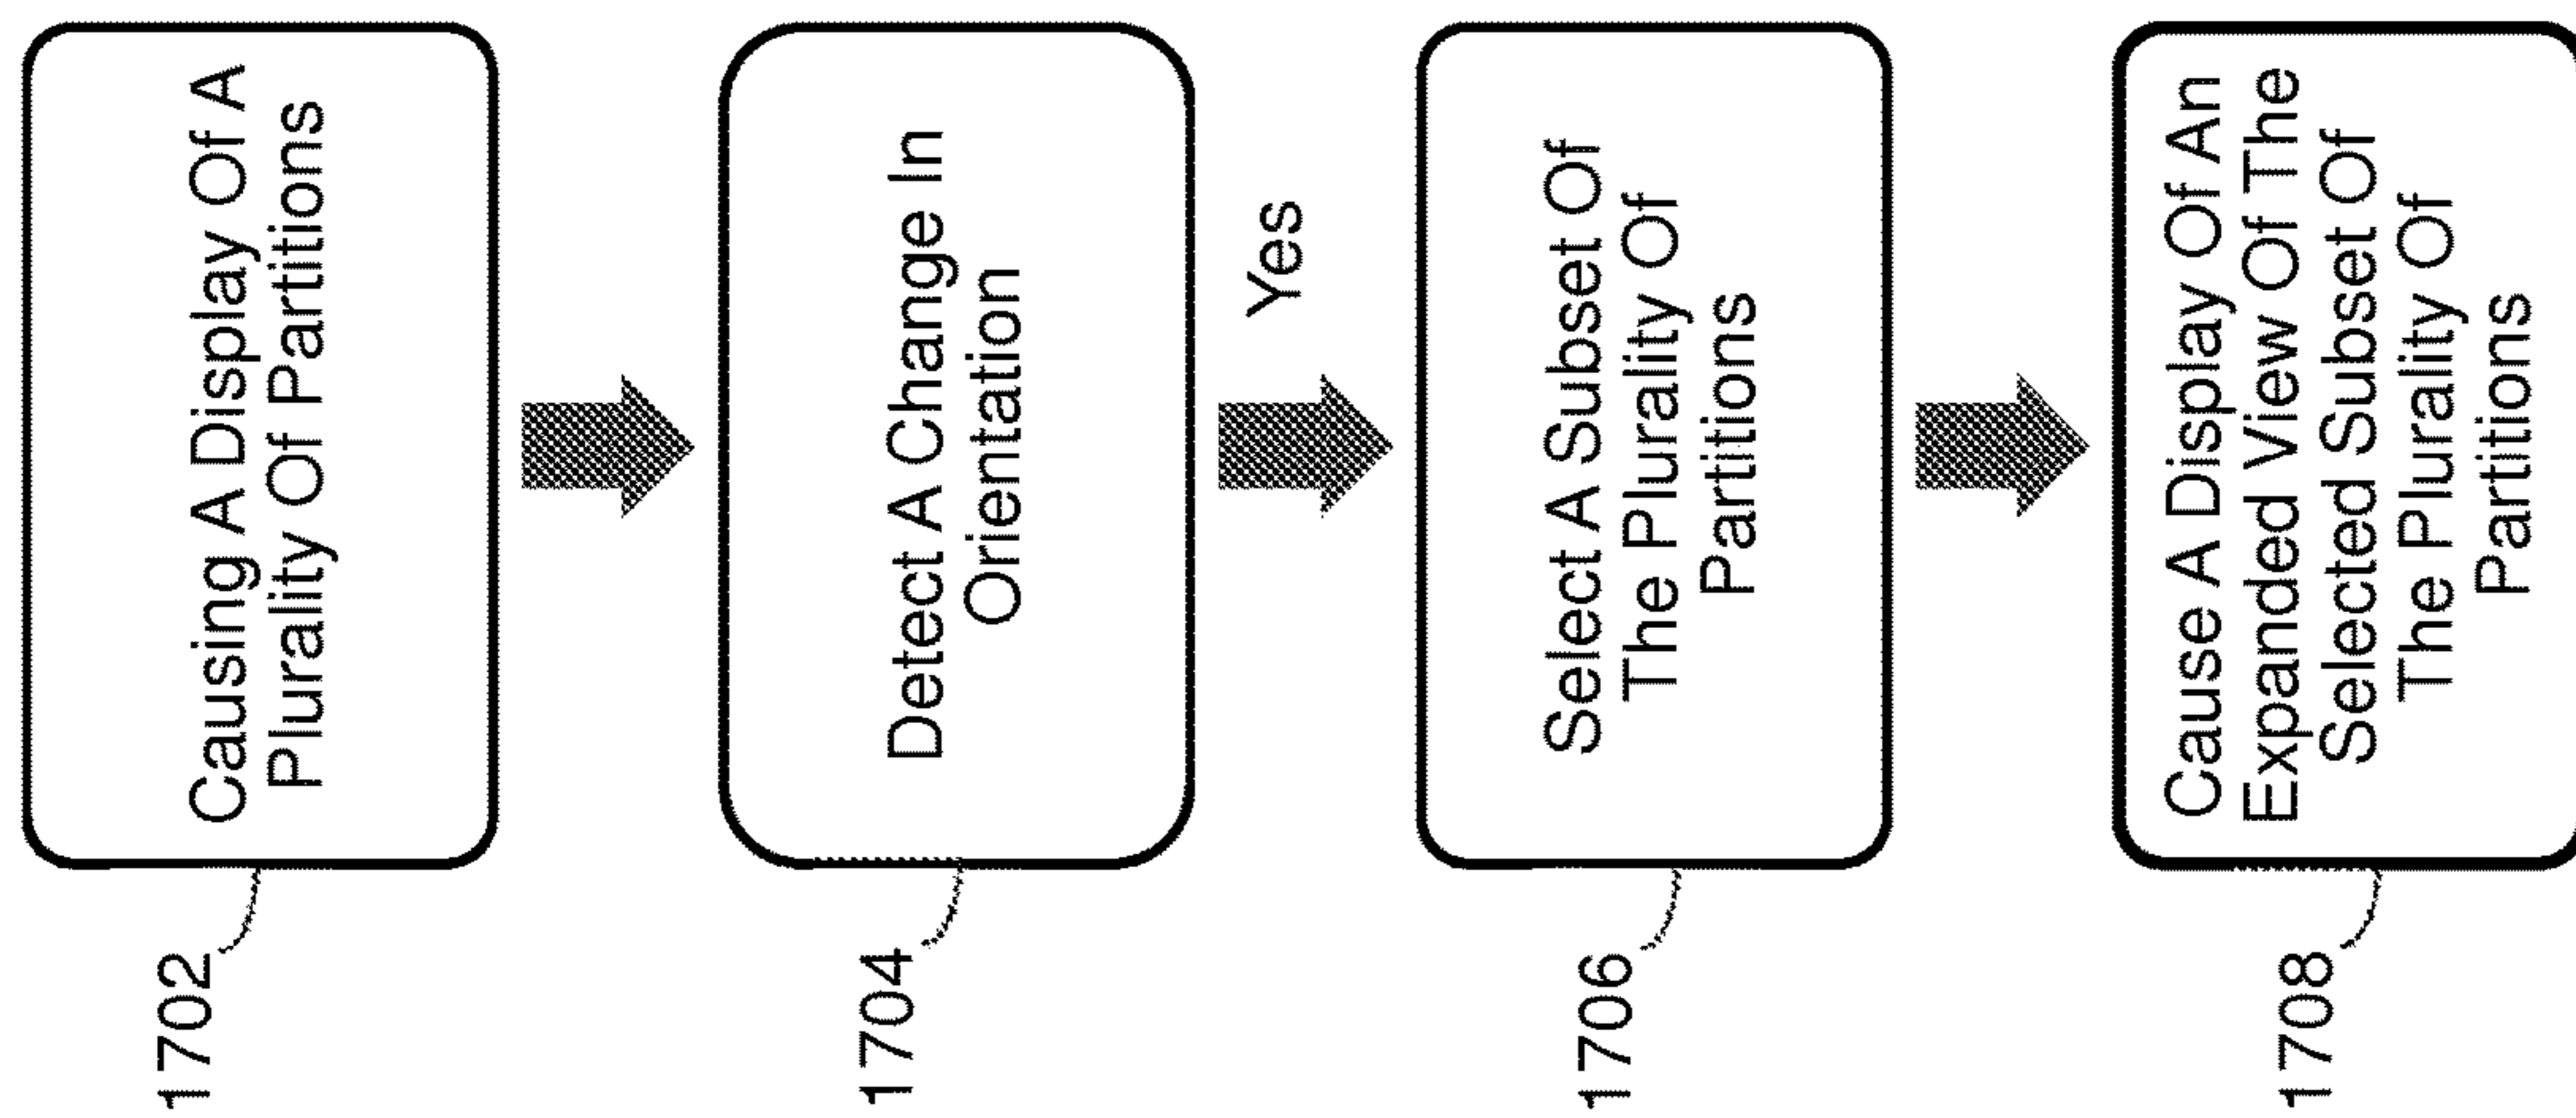 1702
Causing A Display Of A
Plurality Of Partitions
1704
Detect A Change In
Orientation
Yes
1706
Select A Subset Of
The Plurality Of
Partitions
1708
Cause A Display Of An
Expanded View Of The
Selected Subset Of
The Plurality Of
Partitions